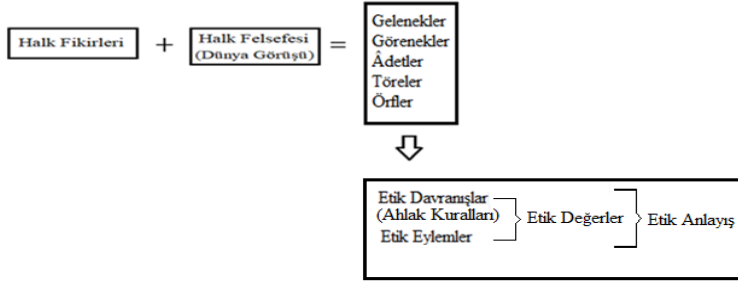 Halk Fikirleri + Halk Felsefesi (Dünya Görüşü) =
Gelenekler
Görenekler
Âdetler
Töreler
Örfler
Etik Davranışlar
(Ahlak Kuralları)
Etik Eylemler
Etik Değerler
Etik Anlayış